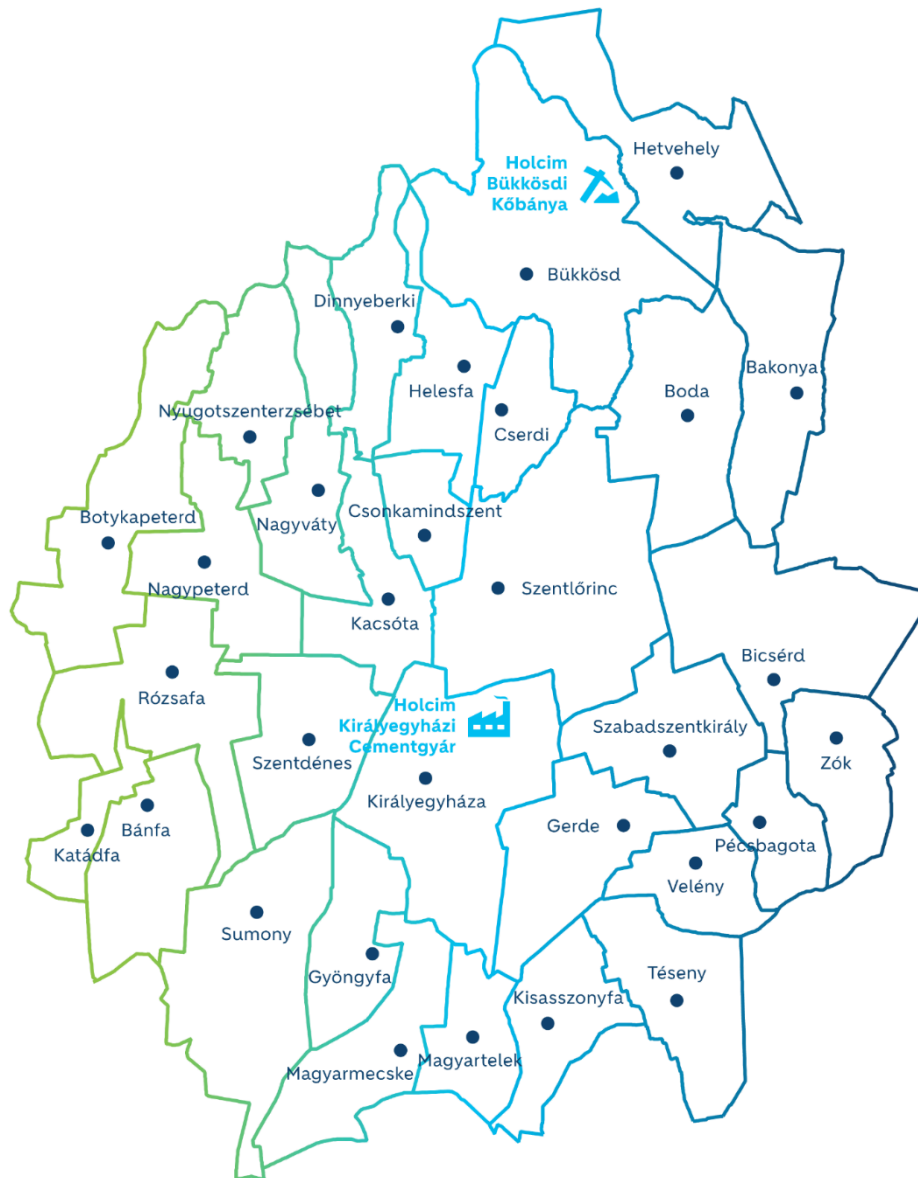 Hetvehely
Holcim
Bükkösdi
Kőbánya
Bükkösd
Dinnyeberki
Helesfa
Bakonya
Boda
Nyugotszenterzsébet
Cserdi
Csonkamindszent
Botykapeterd
Nagyváty
Nagypeterd
Szentlőrinc
Kacsóta
Bicsérd
Rózsafa
Holcim
Királyegyházi
Cementgyár
Szabadszentkirály
Szentdénes
Zók
Királyegyháza
Bánfa
Gerde
Pécsbagota
Katádfa
Velény
Sumony
Gyöngyfa
Téseny
Kisasszonyfa
Magyarmecske
Magyartelek